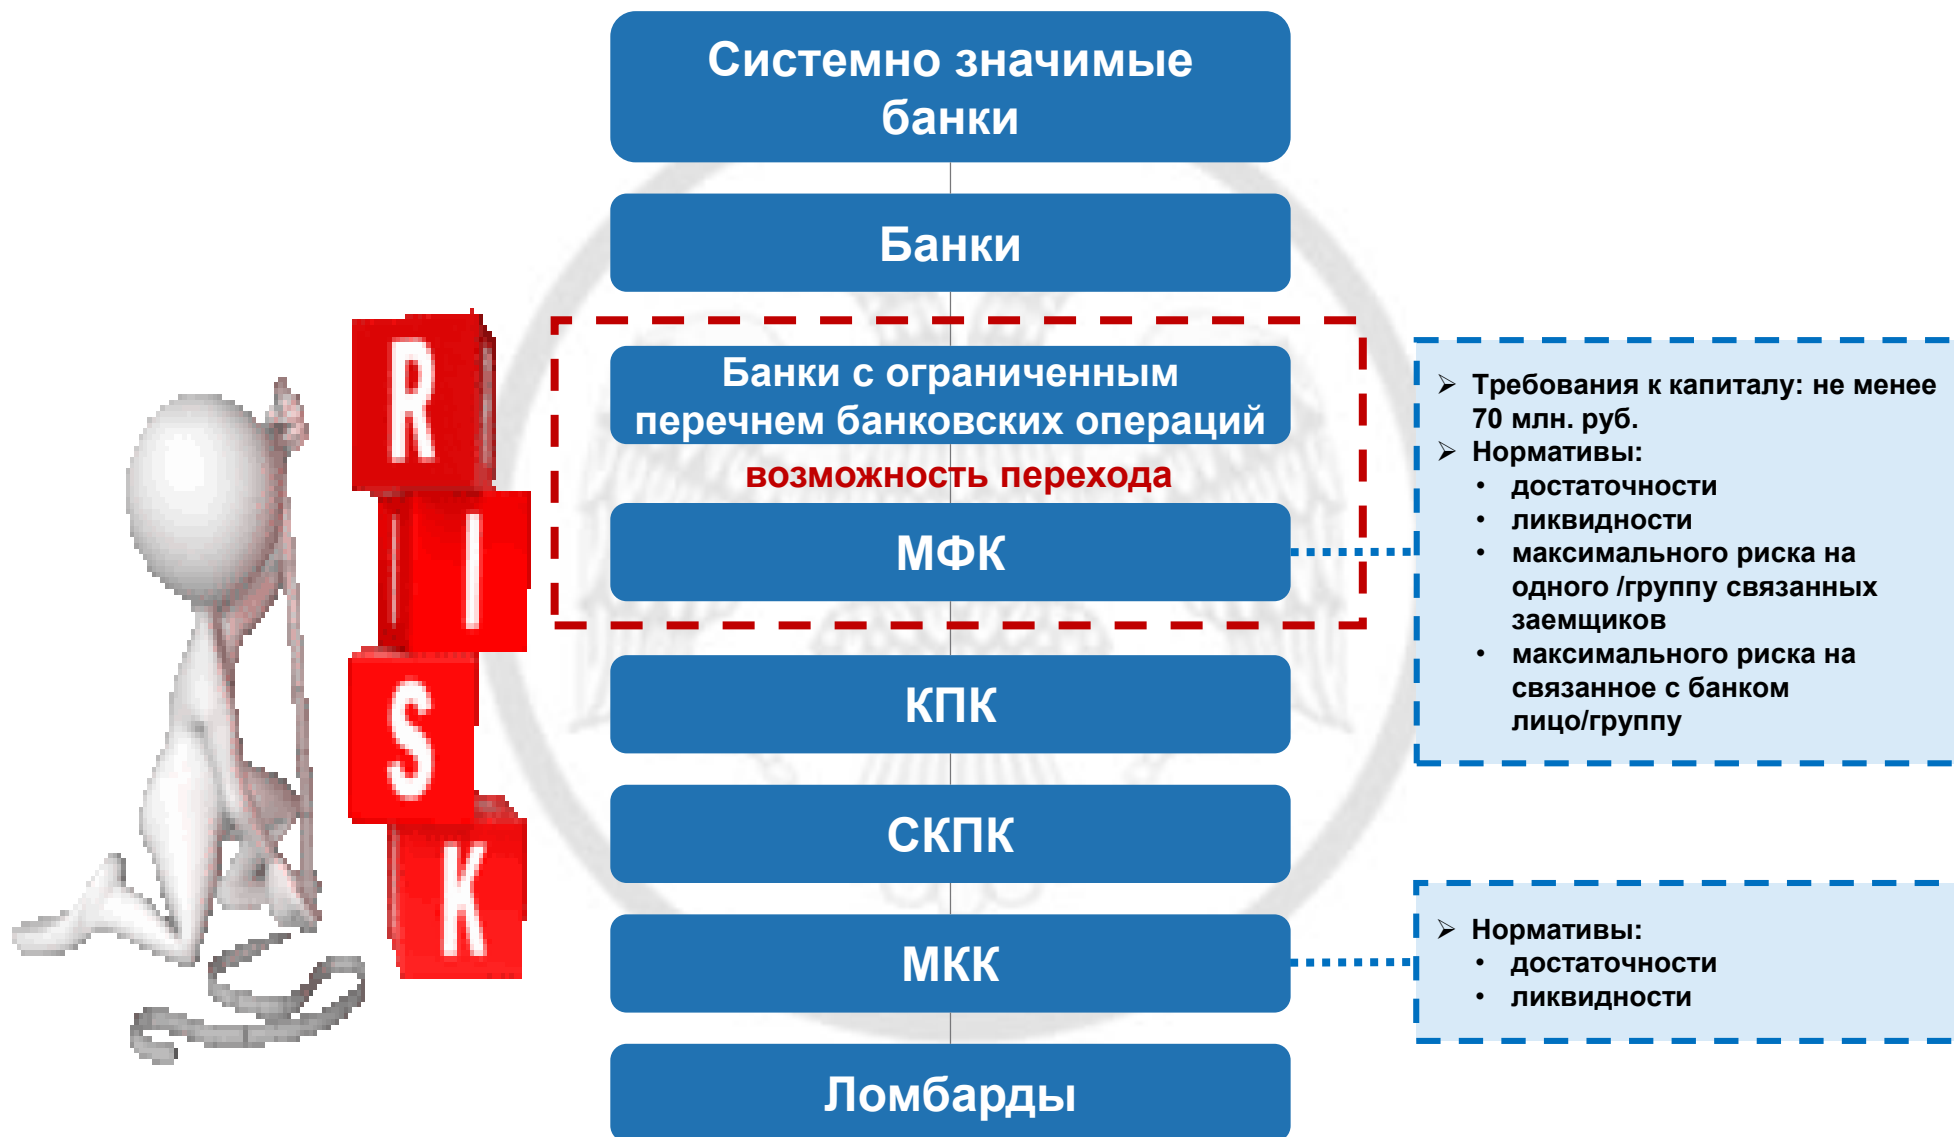 Системно значимые
банки
Банки
Банки с ограниченным
перечнем банковских операций
возможность перехода
МФК
КПК
СКПК
МКК
Ломбарды
R
I
S
K
➢ Требования к капиталу: не менее
70 млн. руб.
➢ Нормативы:
• достаточности
• ликвидности
• максимального риска на
одного /группу связанных
заемщиков
• максимального риска на
связанное с банком
лицо/группу
➢ Нормативы:
• достаточности
• ликвидности